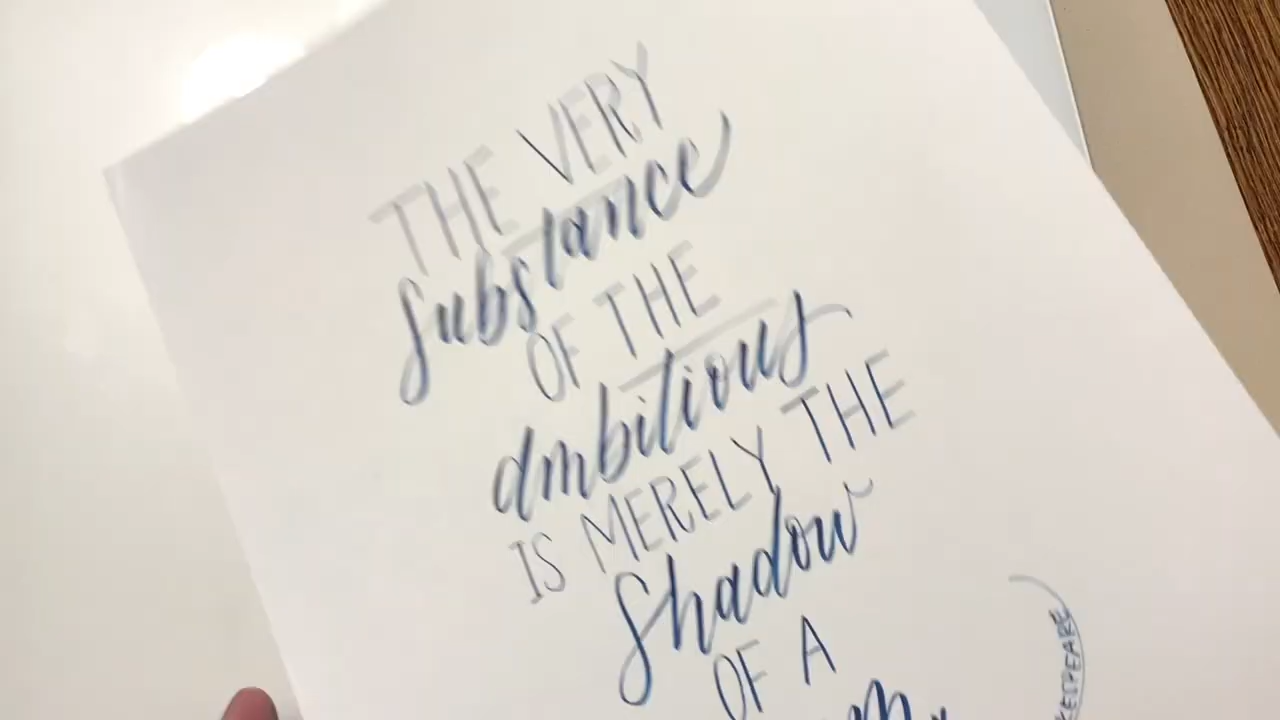 THE VERY
substance
OF THE
ambitious
IS MERELY THE
Shadow
OF A